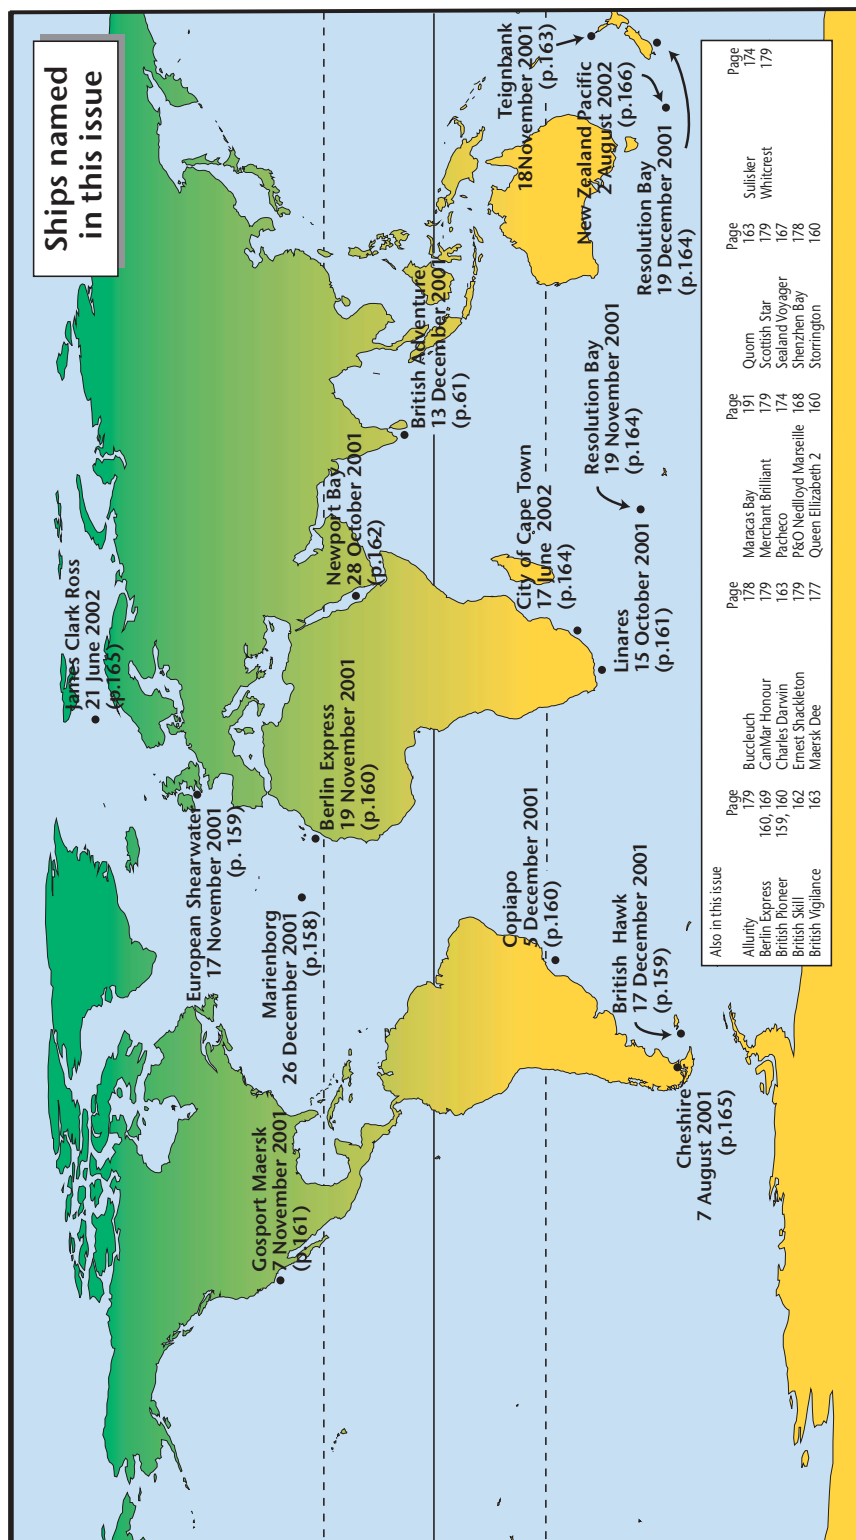 Ships named
in this issue
James Clark Ross
21 June 2002
(p.165)
European Shearwater
17 November 2001
(p. 159)
Gosport Maersk
7 November 2001
(p.161)
Marienborg
26 December 2001
(p.158)
Berlin Express
19 November 2001
(p.160)
Newport Bay
28 October 2001
(p.162)
British Adventure
13 December 2001
(p.61)
Copiapo
5 December 2001
(p.160)
City of Cape Town
17 June 2002
(p.164)
Teignbank
18November 2001
(p.163)
New Zealand Pacific
2 August 2002
(p.166)
Resolution Bay
19 December 2001
(p.164)
Resolution Bay
19 November 2001
(p.164)
Linares
15 October 2001
(p.161)
British Hawk
17 December 2001
(p.159)
Cheshire
7 August 2001
(p.165)
Also in this issue
Page Page Page Page Page
Allurity 179 Buccleuch 178 Maracas Bay 191 Quorn 163 Sulisker 174
Berlin Express 160, 169 CanMar Honour 179 Merchant Brilliant 179 Scottish Star 179 Whitcrest 179
British Pioneer 159, 160 Charles Darwin 163 Pacheco 174 Sealand Voyager 167
British Skill 162 Ernest Shackleton 179 P&O Nedlloyd Marseille 168 Shenzhen Bay 178
British Vigilance 163 Maersk Dee 177 Queen Ellizabeth 2 160 Storrington 160